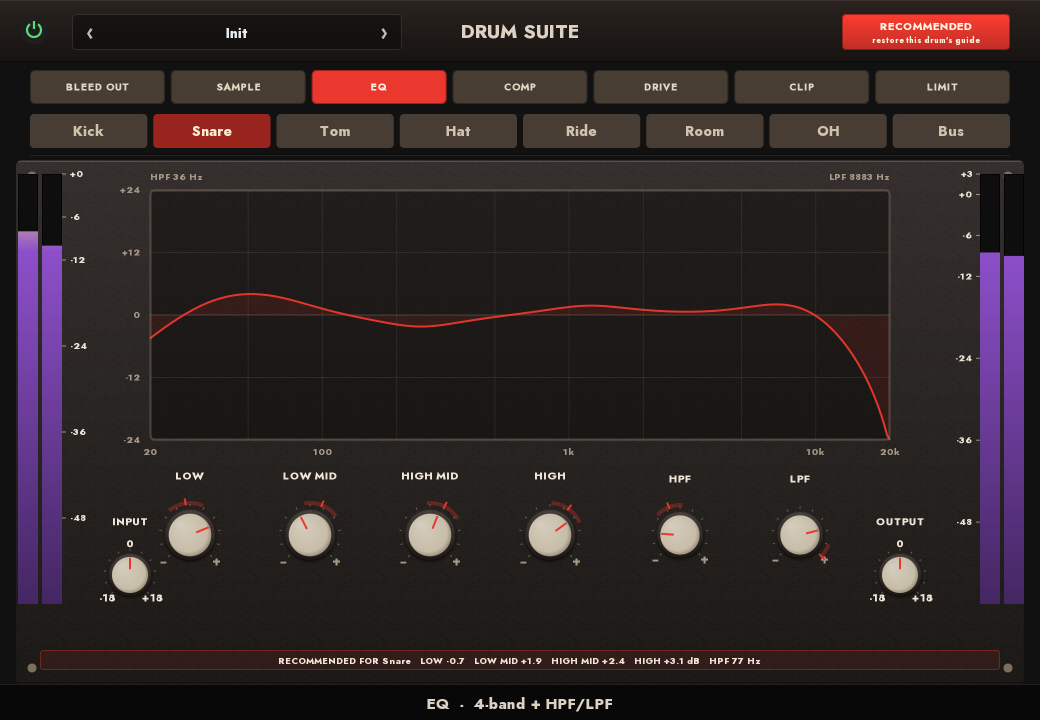 Init
DRUM SUITE
RECOMMENDED
restore this drum's guide
BLEED OUT
SAMPLE
EQ
COMP
DRIVE
CLIP
LIMIT
Kick
Snare
Tom
Hat
Ride
Room
OH
Bus
HPF 36 Hz
LPF 8883 Hz
+0
-6
-12
-24
-36
-48
+24
+12
0
-12
-24
20
100
1k
10k
20k
+3
+0
-6
-12
-24
-36
-48
LOW
- +
LOW MID
- +
HIGH MID
- +
HIGH
- +
HPF
- +
LPF
- +
INPUT
0
-18 +18
OUTPUT
0
-18 +18
RECOMMENDED FOR Snare LOW -0.7 LOW MID +1.9 HIGH MID +2.4 HIGH +3.1 dB HPF 77 Hz
EQ - 4-band + HPF/LPF